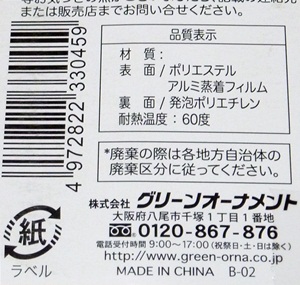 または販売店までお問い合せください。
品質表示
材 質:
表 面/ポリエステル
アルミ蒸着フィルム
裏 面/発泡ポリエチレン
耐熱温度:60度
*廃棄の際は各地方自治体の
廃棄区分に従ってください。
4 972822 330459
株式会社 グリーンオーナメント
大阪府八尾市千塚1丁目1番地
0120-867-876
電話受付時間 9:00〜17:00(祝祭日・土・日は除く)
http://www.green-orna.co.jp
MADE IN CHINA B-02
紙
ラベル